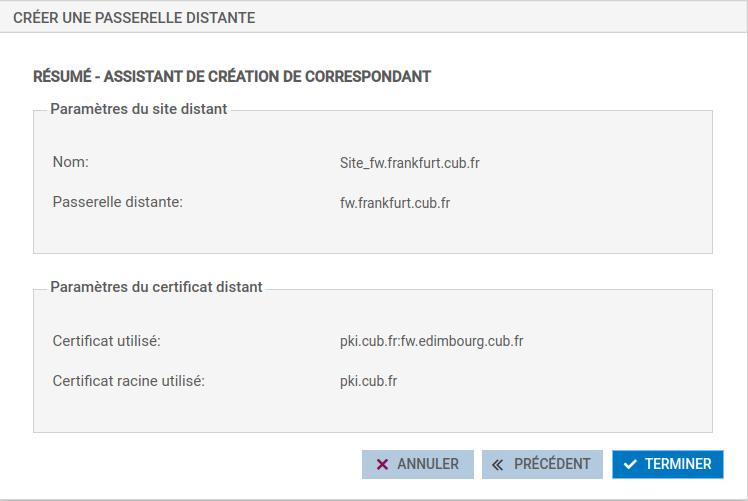 CRÉER UNE PASSERELLE DISTANTE
RÉSUMÉ - ASSISTANT DE CRÉATION DE CORRESPONDANT
Paramètres du site distant
Nom: Site_fw.frankfurt.cub.fr
Passerelle distante: fw.frankfurt.cub.fr
Paramètres du certificat distant
Certificat utilisé: pki.cub.fr:fw.edimbourg.cub.fr
Certificat racine utilisé: pki.cub.fr
ANNULER PRÉCÉDENT TERMINER